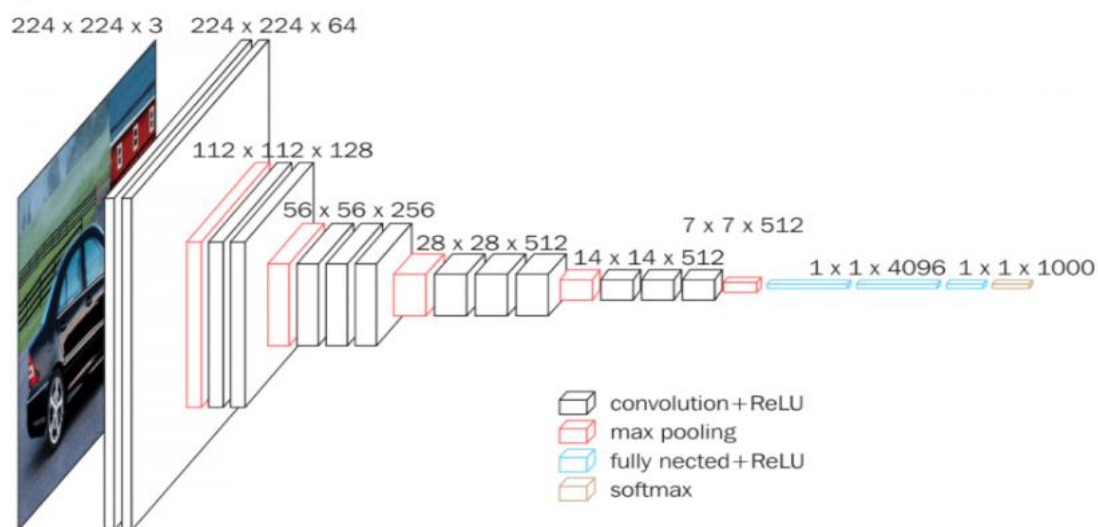 224 x 224 x 3
224 x 224 x 64
112 x 112 x 128
56 x 56 x 256
28 x 28 x 512
14 x 14 x 512
7 x 7 x 512
1 x 1 x 4096
1 x 1 x 1000
convolution+ReLU
max pooling
fully nected+ReLU
softmax